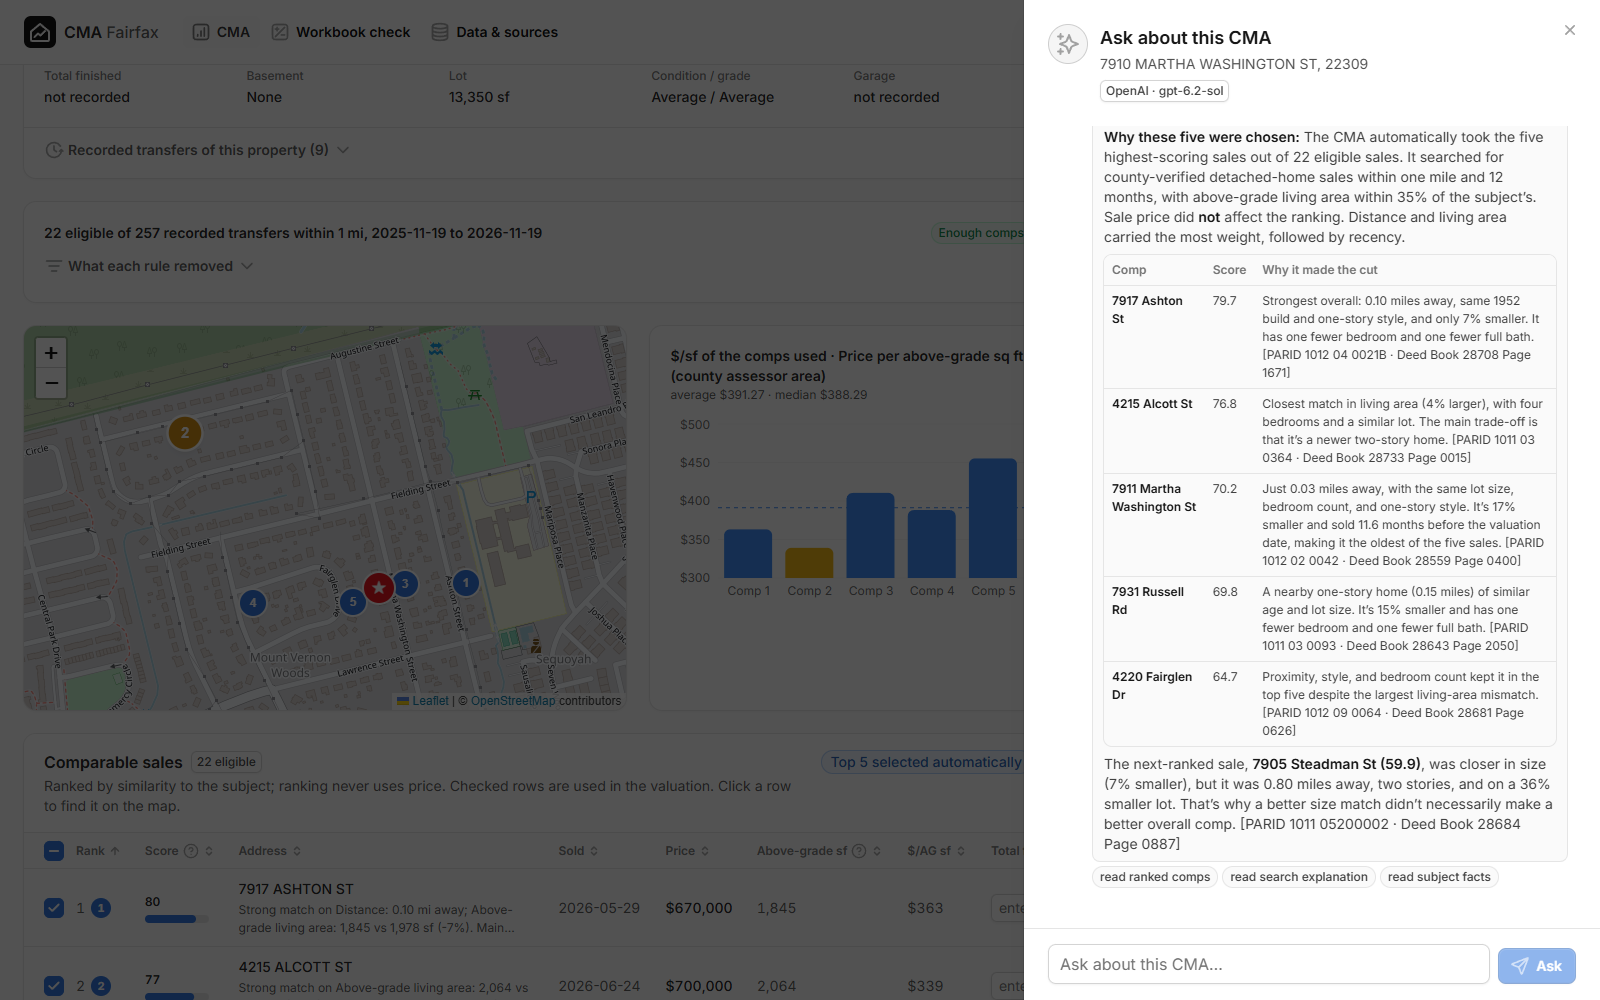 CMA Fairfax
CMA
Workbook check
Data & sources
Total finished
not recorded
Basement
None
Lot
13,350 sf
Condition / grade
Average / Average
Garage
not recorded
Recorded transfers of this property (9)
22 eligible of 257 recorded transfers within 1 mi, 2025-11-19 to 2026-11-19
Enough comps
What each rule removed
+
−
Augustine Street
Mendocina Place
San Leandro
Sonora Pla
Circle
2
Fielding Street
P
Havenwood Place
Manzanita Place
Mariposa Place
Fielding Street
Central Park Drive
4
5
3
1
Joshua Pla
Mount Vernon
Woods
Lawrence Street
Sequoyah
Leaflet | © OpenStreetMap contributors
$/sf of the comps used · Price per above-grade sq ft
(county assessor area)
average $391.27 · median $388.29
$500
$450
$400
$350
$300
Comp 1
Comp 2
Comp 3
Comp 4
Comp 5
Comparable sales
22 eligible
Top 5 selected automatically
Ranked by similarity to the subject; ranking never uses price. Checked rows are used in the valuation. Click a row
to find it on the map.
Rank
Score
Address
Sold
Price
Above-grade sf
$/AG sf
Total
1 1
80
7917 ASHTON ST
Strong match on Distance: 0.10 mi away; Above-
grade living area: 1,845 vs 1,978 sf (-7%). Main...
2026-05-29
$670,000
1,845
$363
ente
2 2
77
4215 ALCOTT ST
Strong match on Above-grade living area: 2,064 vs
2026-06-24
$700,000
2,064
$339
ente
Ask about this CMA
7910 MARTHA WASHINGTON ST, 22309
OpenAI · gpt-6.2-sol
Why these five were chosen: The CMA automatically took the five
highest-scoring sales out of 22 eligible sales. It searched for
county-verified detached-home sales within one mile and 12
months, with above-grade living area within 35% of the subject's.
Sale price did not affect the ranking. Distance and living area
carried the most weight, followed by recency.
Comp
Score
Why it made the cut
7917 Ashton
St
79.7
Strongest overall: 0.10 miles away, same 1952
build and one-story style, and only 7% smaller. It
has one fewer bedroom and one fewer full bath.
[PARID 1012 04 0021B · Deed Book 28708 Page
1671]
4215 Alcott St
76.8
Closest match in living area (4% larger), with four
bedrooms and a similar lot. The main trade-off is
that it's a newer two-story home. [PARID 1011 03
0364 · Deed Book 28733 Page 0015]
7911 Martha
Washington St
70.2
Just 0.03 miles away, with the same lot size,
bedroom count, and one-story style. It's 17%
smaller and sold 11.6 months before the valuation
date, making it the oldest of the five sales. [PARID
1012 02 0042 · Deed Book 28559 Page 0400]
7931 Russell
Rd
69.8
A nearby one-story home (0.15 miles) of similar
age and lot size. It's 15% smaller and has one
fewer bedroom and one fewer full bath. [PARID
1011 03 0093 · Deed Book 28643 Page 2050]
4220 Fairglen
Dr
64.7
Proximity, style, and bedroom count kept it in the
top five despite the largest living-area mismatch.
[PARID 1012 09 0064 · Deed Book 28681 Page
0626]
The next-ranked sale, 7905 Steadman St (59.9), was closer in size
(7% smaller), but it was 0.80 miles away, two stories, and on a 36%
smaller lot. That's why a better size match didn't necessarily make a
better overall comp. [PARID 1011 05200002 · Deed Book 28684
Page 0887]
read ranked comps
read search explanation
read subject facts
Ask about this CMA...
Ask